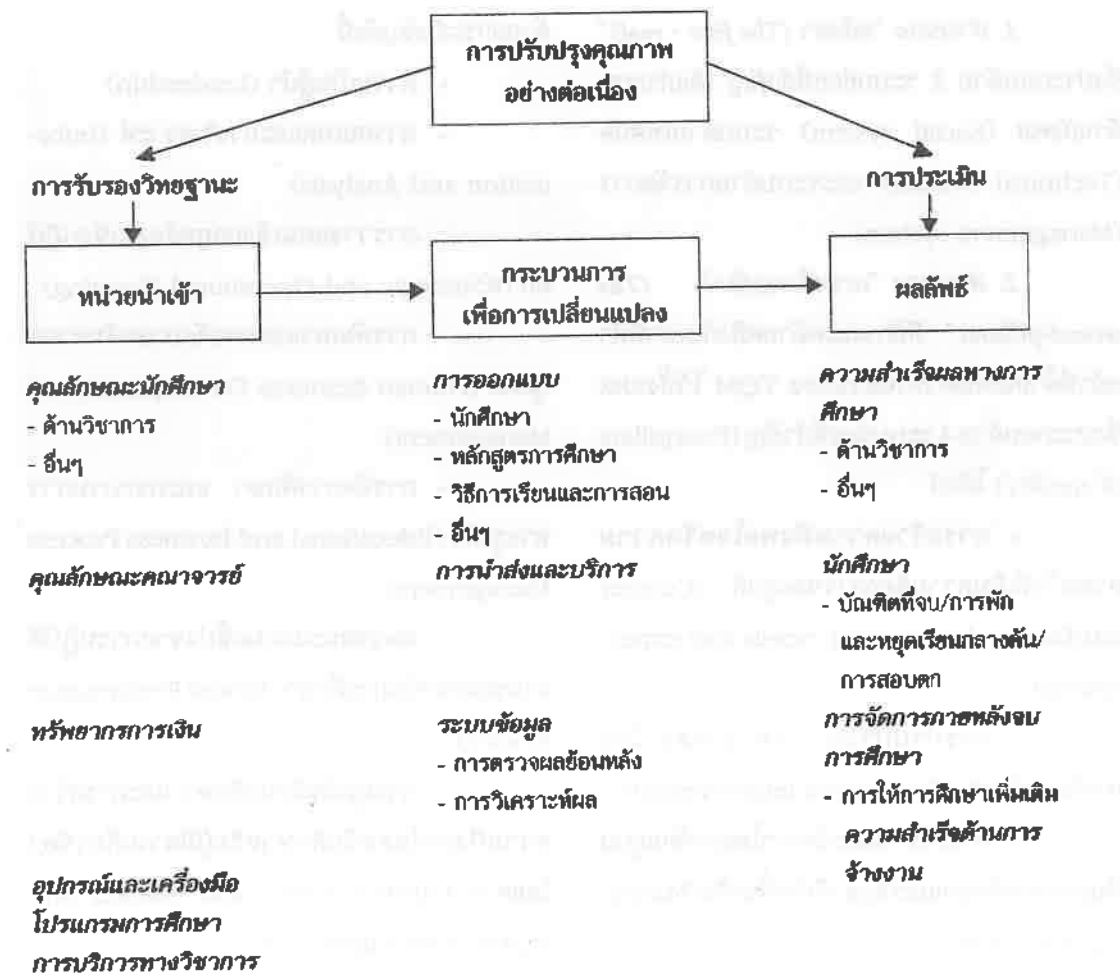 การปรับปรุงคุณภาพ
อย่างต่อเนื่อง
การรับรองวิทยฐานะ
การประเมิน
หน่วยนำเข้า
กระบวนการ
เพื่อการเปลี่ยนแปลง
ผลลัพธ์
คุณลักษณะนักศึกษา
- ด้านวิชาการ
- อื่นๆ
คุณลักษณะคณาจารย์
ทรัพยากรการเงิน
อุปกรณ์และเครื่องมือ
โปรแกรมการศึกษา
การบริการทางวิชาการ
การออกแบบ
- นักศึกษา
- หลักสูตรการศึกษา
- วิธีการเรียนและการสอน
- อื่นๆ
การนำส่งและบริการ
ระบบข้อมูล
- การตรวจผลย้อนหลัง
- การวิเคราะห์ผล
ความสำเร็จผลทางการ
ศึกษา
- ด้านวิชาการ
- อื่นๆ
นักศึกษา
- บัณฑิตที่จบ/การพัก
และหยุดเรียนกลางคัน/
การสอบตก
การจัดการภายหลังจบ
การศึกษา
- การให้การศึกษาเพิ่มเติม
ความสำเร็จด้านการ
จ้างงาน